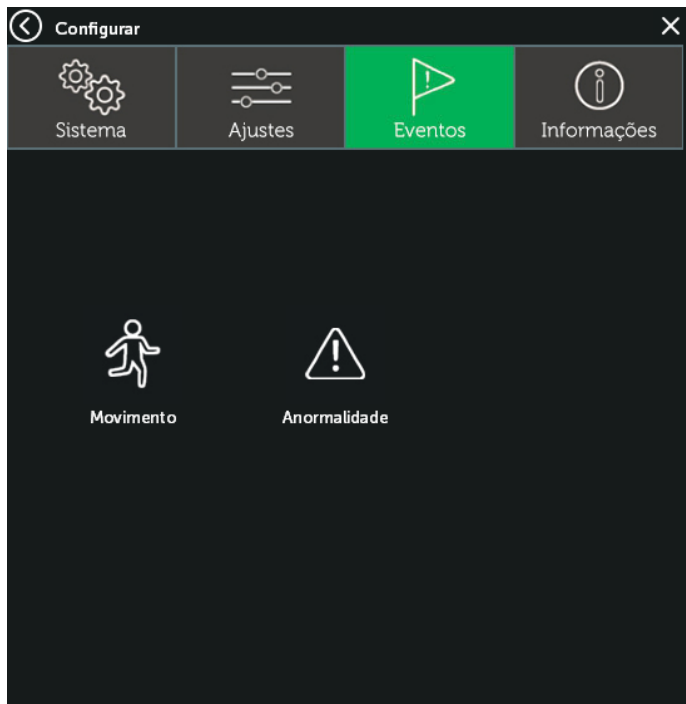 Configurar
Sistema Ajustes Eventos Informações
Movimento Anormalidade